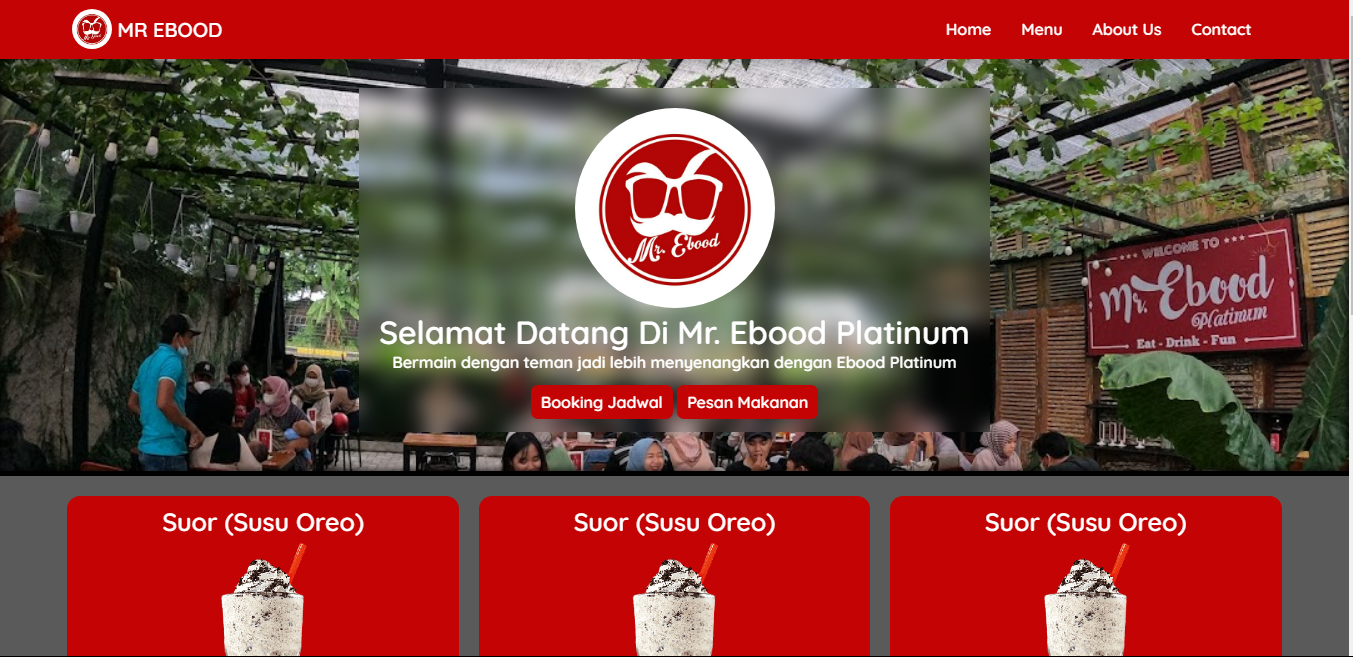 MR EBOOD
Home Menu About Us Contact
Mr. Ebood
WELCOME TO
Mr. Ebood
Platinum
Eat - Drink - Fun
Selamat Datang Di Mr. Ebood Platinum
Bermain dengan teman jadi lebih menyenangkan dengan Ebood Platinum
Booking Jadwal Pesan Makanan
Suor (Susu Oreo) Suor (Susu Oreo) Suor (Susu Oreo)